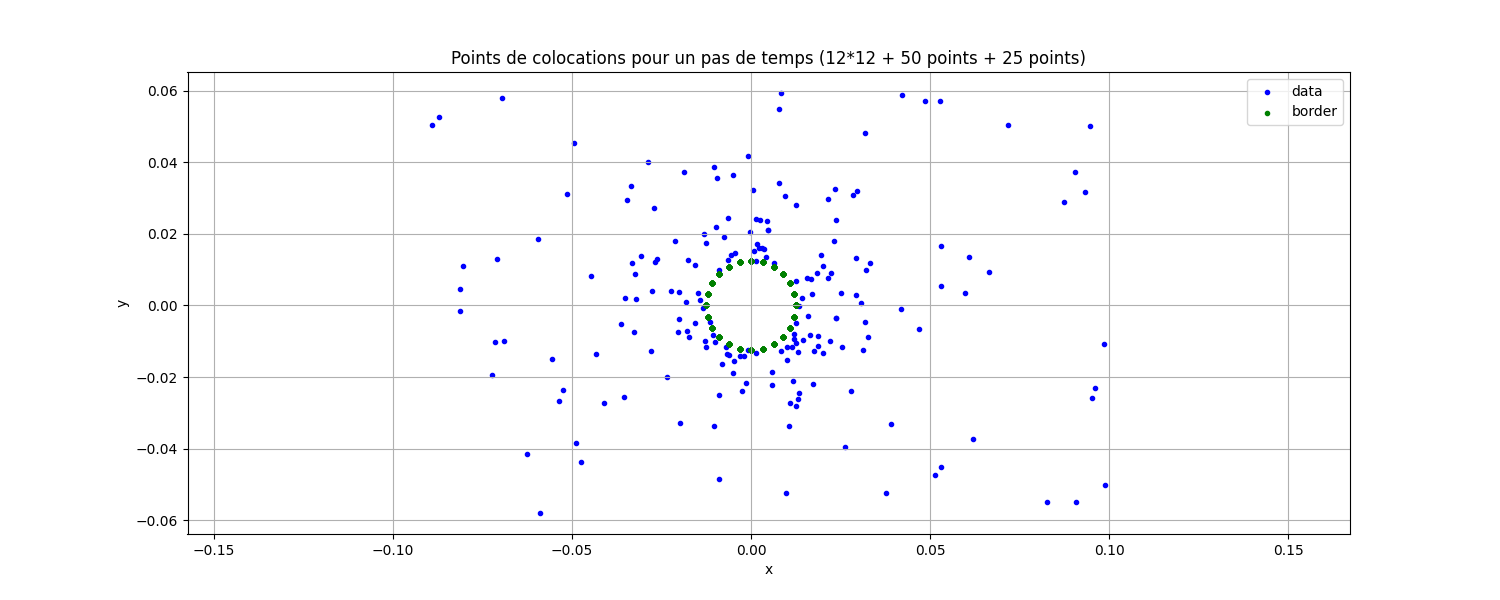 Points de colocations pour un pas de temps (12*12 + 50 points + 25 points)
data
border
0.06
0.04
0.02
0.00
−0.02
−0.04
−0.06
y
−0.15 −0.10 −0.05 0.00 0.05 0.10 0.15
x